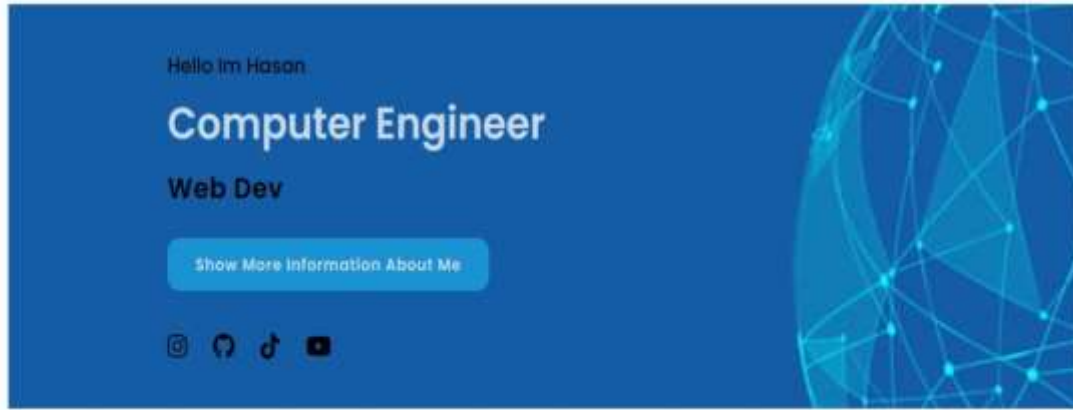 Hello Im Hasan
Computer Engineer
Web Dev
Show More Information About Me